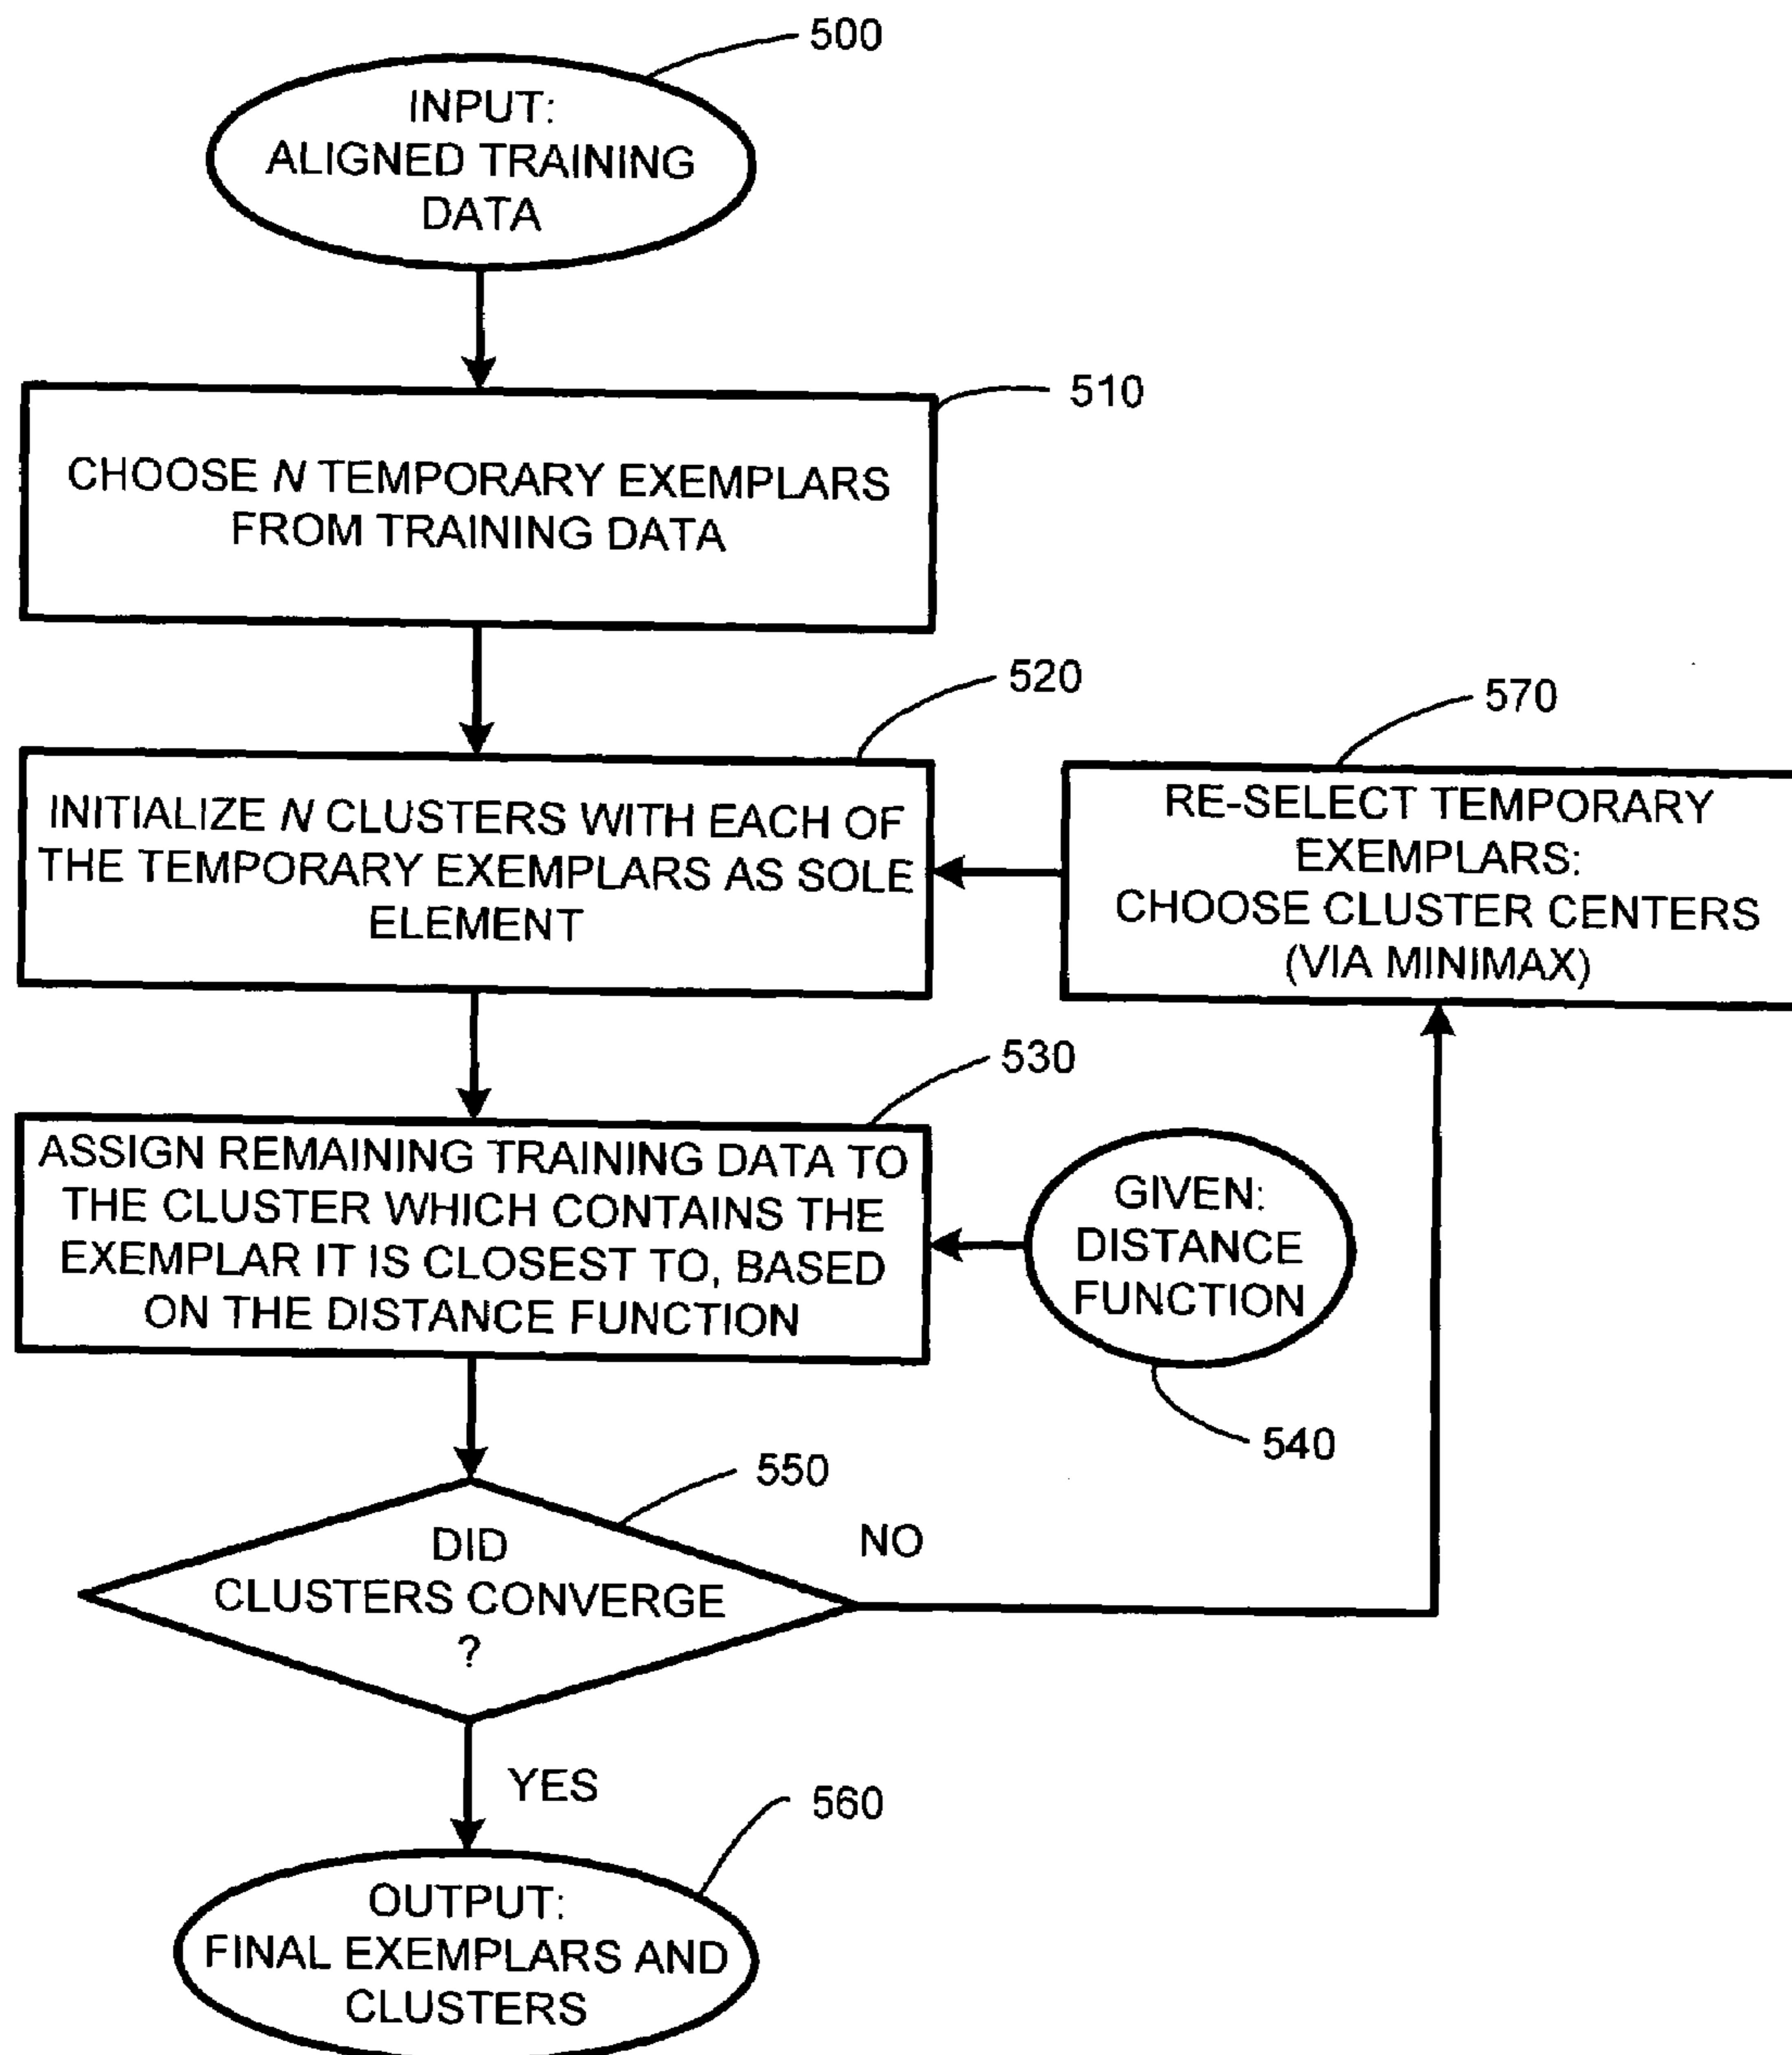 500
INPUT:
ALIGNED TRAINING
DATA
510
CHOOSE N TEMPORARY EXEMPLARS
FROM TRAINING DATA
520
INITIALIZE N CLUSTERS WITH EACH OF
THE TEMPORARY EXEMPLARS AS SOLE
ELEMENT
570
RE-SELECT TEMPORARY
EXEMPLARS:
CHOOSE CLUSTER CENTERS
(VIA MINIMAX)
530
ASSIGN REMAINING TRAINING DATA TO
THE CLUSTER WHICH CONTAINS THE
EXEMPLAR IT IS CLOSEST TO, BASED
ON THE DISTANCE FUNCTION
GIVEN:
DISTANCE
FUNCTION
540
550
DID
CLUSTERS CONVERGE
?
NO
YES
560
OUTPUT:
FINAL EXEMPLARS AND
CLUSTERS